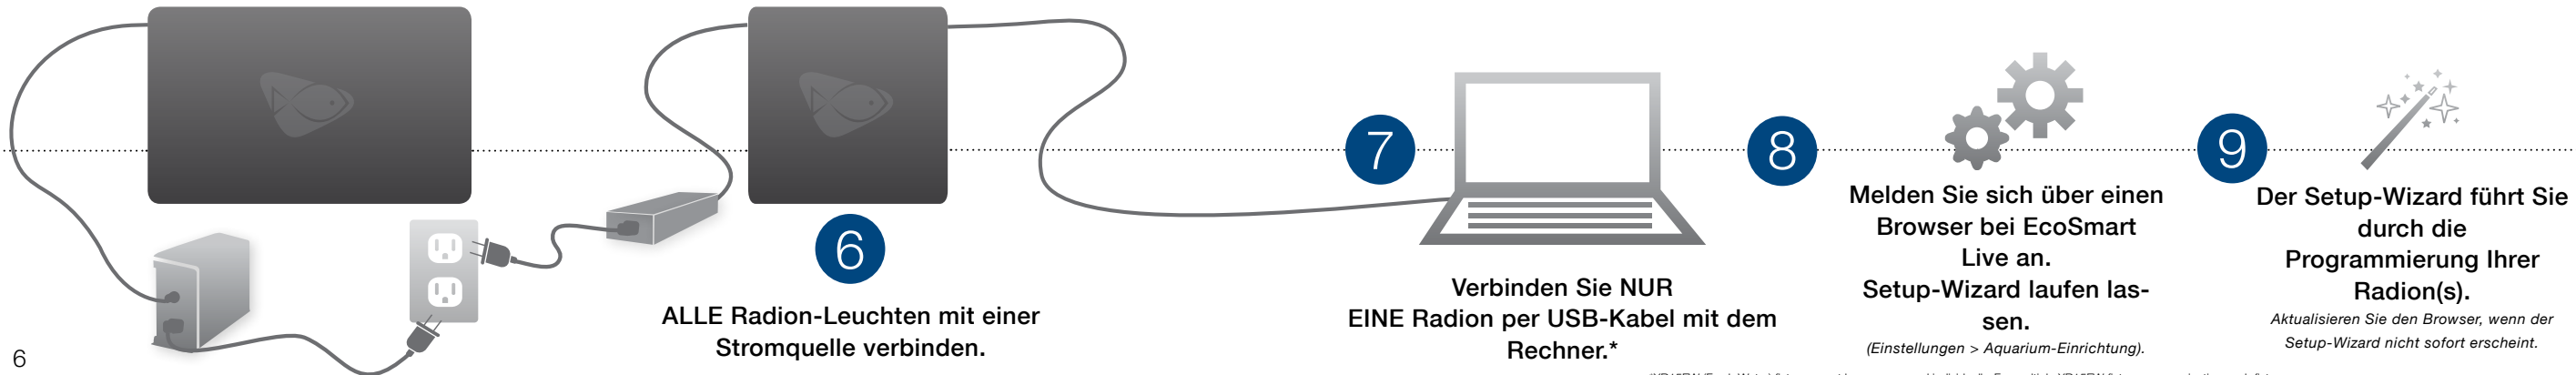 6
ALLE Radion-Leuchten mit einer
Stromquelle verbinden.
7
Verbinden Sie NUR
EINE Radion per USB-Kabel mit dem
Rechner.*
8
Melden Sie sich über einen
Browser bei EcoSmart
Live an.
Setup-Wizard laufen las-
sen.
(Einstellungen > Aquarium-Einrichtung).
9
Der Setup-Wizard führt Sie
durch die
Programmierung Ihrer
Radion(s).
Aktualisieren Sie den Browser, wenn der
Setup-Wizard nicht sofort erscheint.
6